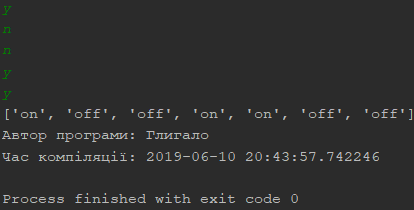 y
n
n
y
y
['on', 'off', 'off', 'on', 'on', 'off', 'off']
Автор програми: Глигало
Час компіляції: 2019-06-10 20:43:57.742246
Process finished with exit code 0